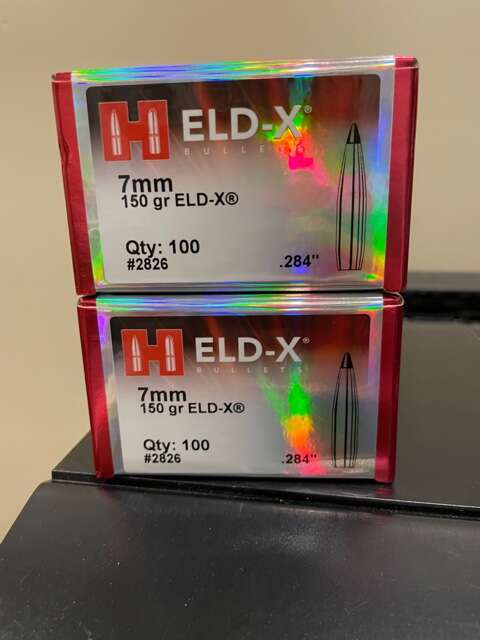 H ELD-X®
BULLETS
7mm
150 gr ELD-X®
Qty: 100
#2826
.284"
H ELD-X®
BULLETS
7mm
150 gr ELD-X®
Qty: 100
#2826
.284"